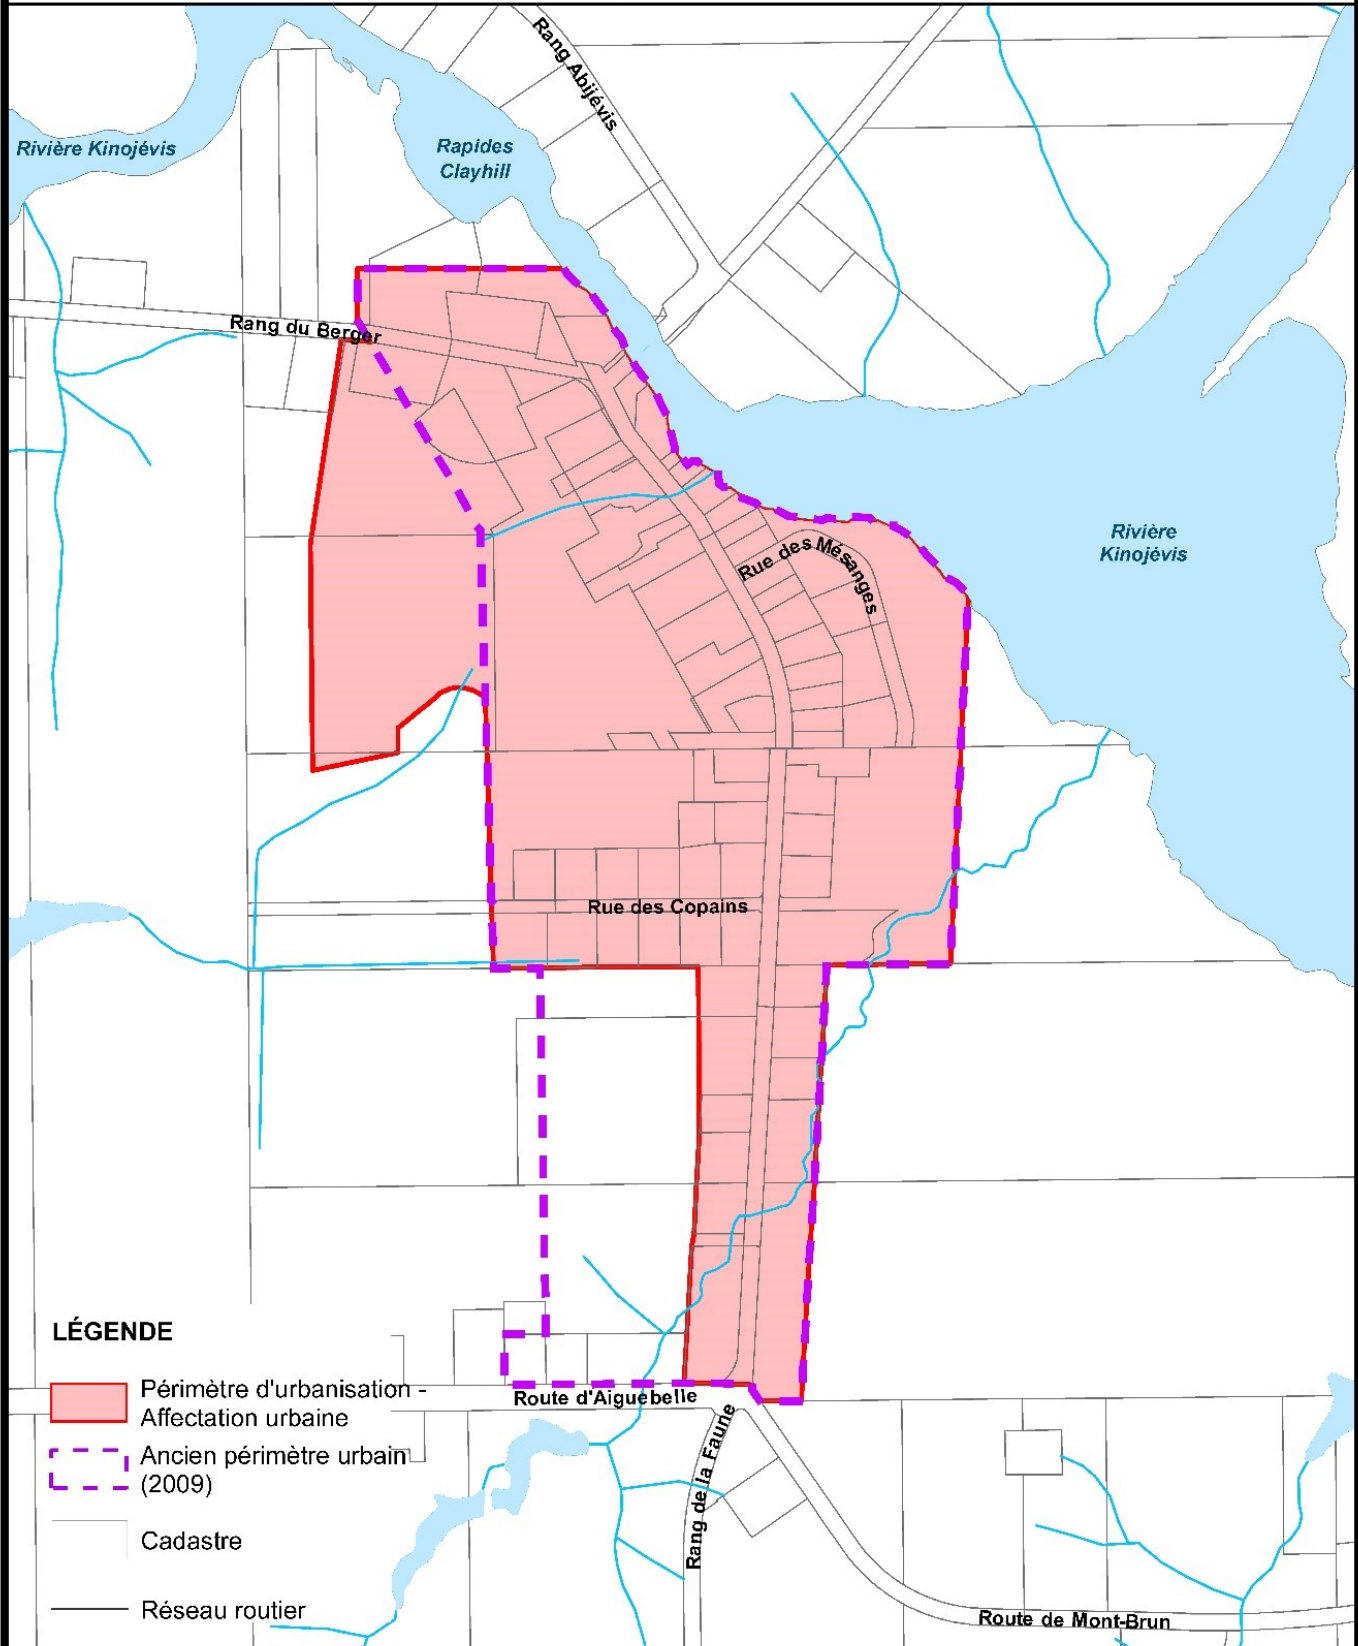 Rang Abijévis
Rivière Kinojévis
Rapides
Clayhill
Rang du Berger
Rivière
Kinojévis
Rue des Mésanges
Rue des Copains
LÉGENDE
Périmètre d'urbanisation -
Affectation urbaine
Ancien périmètre urbain
(2009)
Cadastre
Réseau routier
Route d'Aiguebelle
Rang de la Faune
Route de Mont-Brun